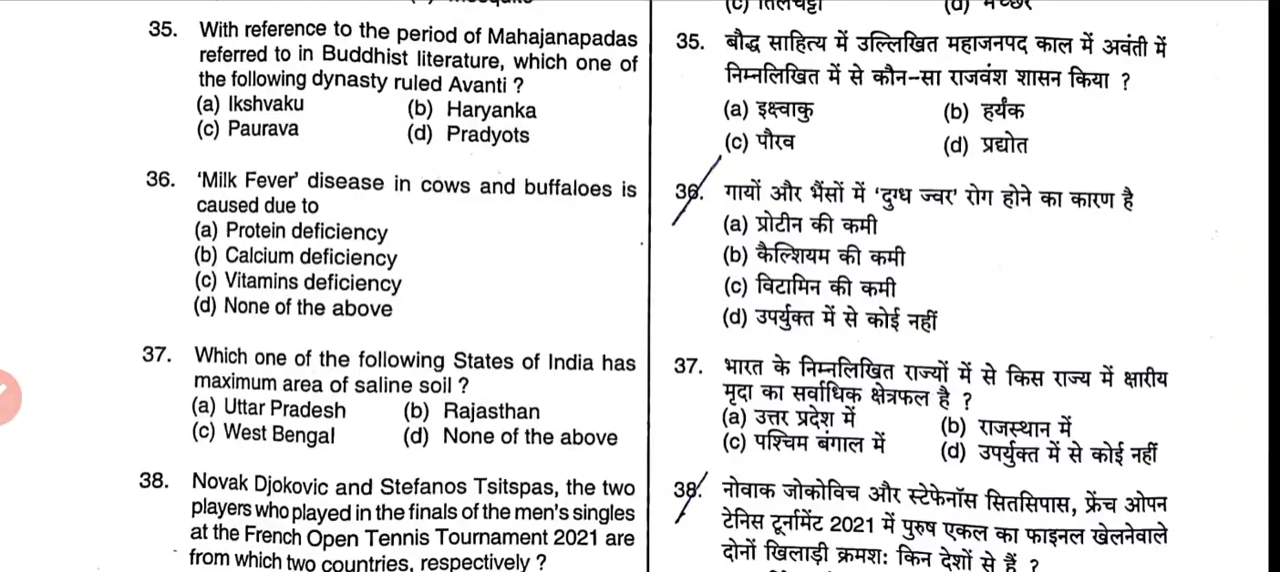 35. With reference to the period of Mahajanapadas
referred to in Buddhist literature, which one of
the following dynasty ruled Avanti ?
(a) Ikshvaku (b) Haryanka
(c) Paurava (d) Pradyots
36. ‘Milk Fever’ disease in cows and buffaloes is
caused due to
(a) Protein deficiency
(b) Calcium deficiency
(c) Vitamins deficiency
(d) None of the above
37. Which one of the following States of India has
maximum area of saline soil ?
(a) Uttar Pradesh (b) Rajasthan
(c) West Bengal (d) None of the above
38. Novak Djokovic and Stefanos Tsitspas, the two
players who played in the finals of the men's singles
at the French Open Tennis Tournament 2021 are
from which two countries, respectively ?
(c) तिलचट्टा (d) मच्छर
35. बौद्ध साहित्य में उल्लिखित महाजनपद काल में अवंती में
निम्नलिखित में से कौन-सा राजवंश शासन किया ?
(a) इक्ष्वाकु (b) हर्यंक
(c) पौरव (d) प्रद्योत
36. गायों और भैंसों में ‘दुग्ध ज्वर’ रोग होने का कारण है
(a) प्रोटीन की कमी
(b) कैल्शियम की कमी
(c) विटामिन की कमी
(d) उपर्युक्त में से कोई नहीं
37. भारत के निम्नलिखित राज्यों में से किस राज्य में क्षारीय
मृदा का सर्वाधिक क्षेत्रफल है ?
(a) उत्तर प्रदेश में (b) राजस्थान में
(c) पश्चिम बंगाल में (d) उपर्युक्त में से कोई नहीं
38. नोवाक जोकोविच और स्टेफेनॉस सितसिपास, फ्रेंच ओपन
टेनिस टूर्नामेंट 2021 में पुरुष एकल का फाइनल खेलनेवाले
दोनों खिलाड़ी क्रमशः किन देशों से हैं ?